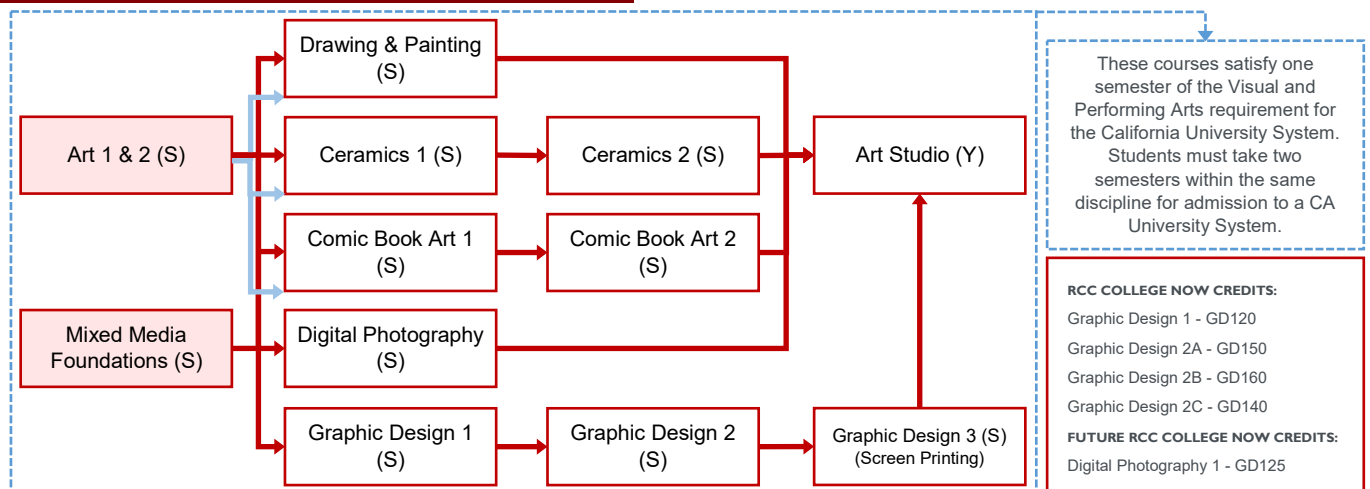 Drawing & Painting
(S)
Art 1 & 2 (S)
Ceramics 1 (S)
Ceramics 2 (S)
Art Studio (Y)
Comic Book Art 1
(S)
Comic Book Art 2
(S)
Mixed Media
Foundations (S)
Digital Photography
(S)
Graphic Design 1
(S)
Graphic Design 2
(S)
Graphic Design 3 (S)
(Screen Printing)
These courses satisfy one
semester of the Visual and
Performing Arts requirement for
the California University System.
Students must take two
semesters within the same
discipline for admission to a CA
University System.
RCC COLLEGE NOW CREDITS:
Graphic Design 1 - GD120
Graphic Design 2A - GD150
Graphic Design 2B - GD160
Graphic Design 2C - GD140
FUTURE RCC COLLEGE NOW CREDITS:
Digital Photography 1 - GD125